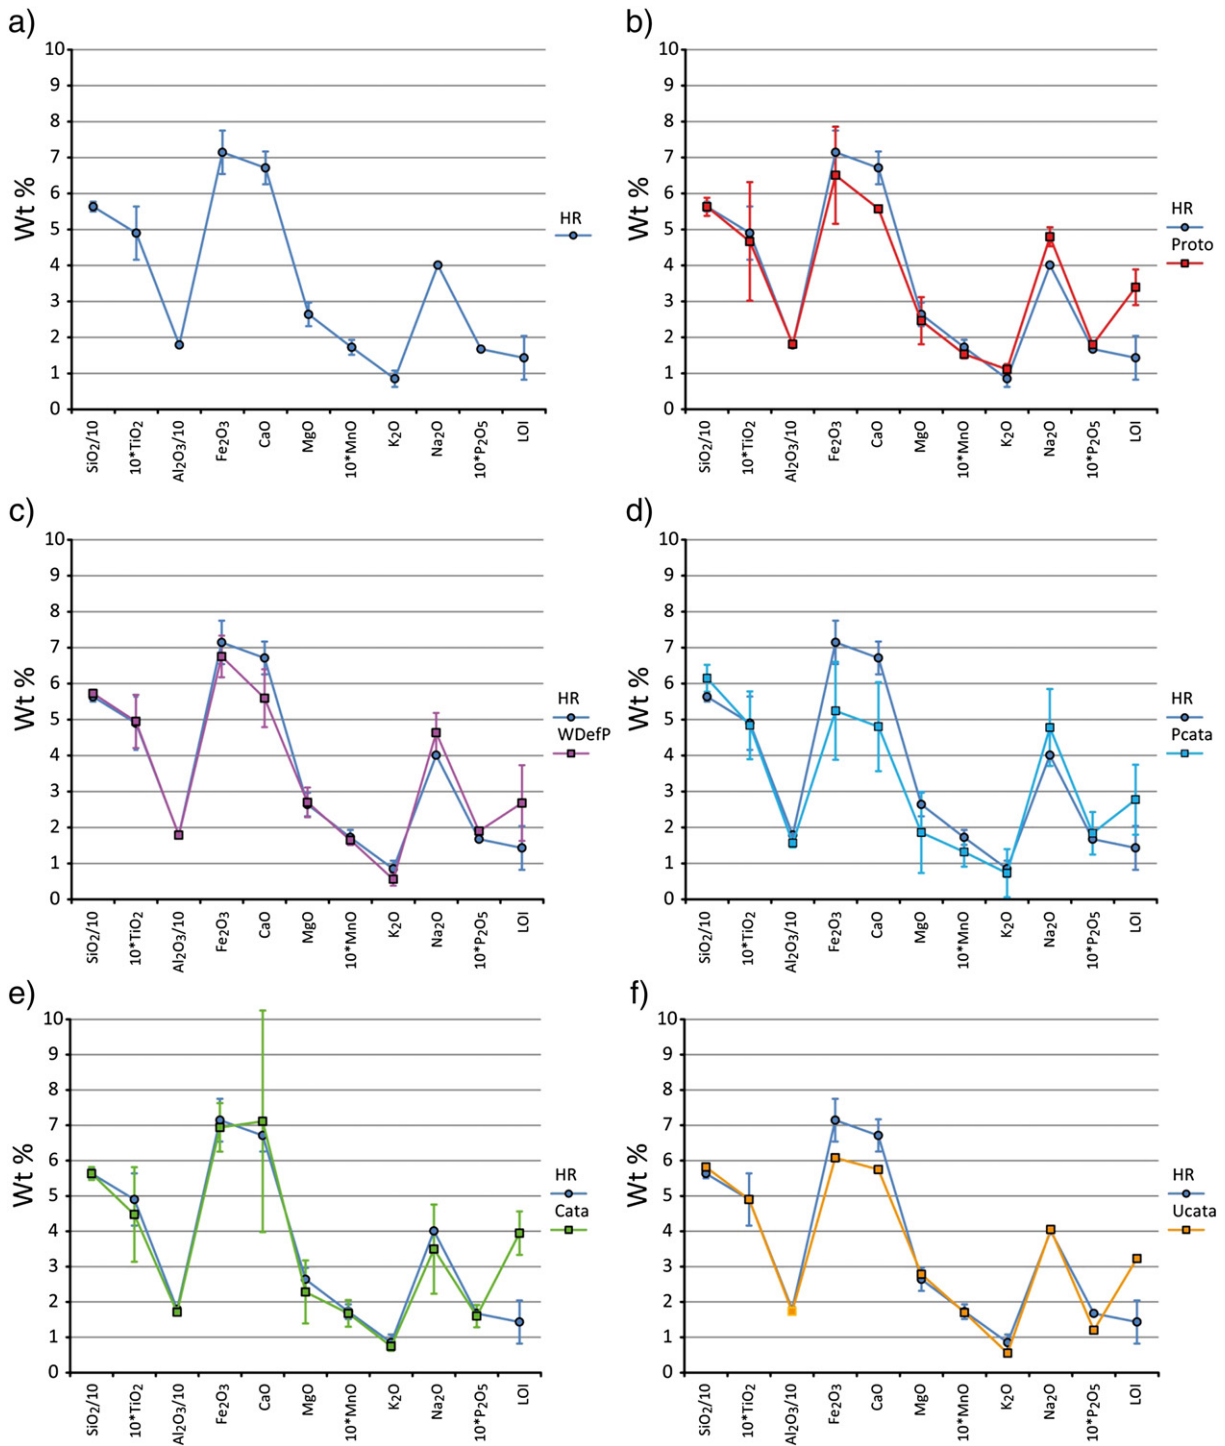 a)
10
9
8
7
6
5
4
3
2
1
0
Wt %
SiO₂/10
10*TiO₂
Al₂O₃/10
Fe₂O₃
CaO
MgO
10*MnO
K₂O
Na₂O
10*P₂O₅
LOI
HR
b)
10
9
8
7
6
5
4
3
2
1
0
Wt %
SiO₂/10
10*TiO₂
Al₂O₃/10
Fe₂O₃
CaO
MgO
10*MnO
K₂O
Na₂O
10*P₂O₅
LOI
HR
Proto
c)
10
9
8
7
6
5
4
3
2
1
0
Wt %
SiO₂/10
10*TiO₂
Al₂O₃/10
Fe₂O₃
CaO
MgO
10*MnO
K₂O
Na₂O
10*P₂O₅
LOI
HR
WDefP
d)
10
9
8
7
6
5
4
3
2
1
0
Wt %
SiO₂/10
10*TiO₂
Al₂O₃/10
Fe₂O₃
CaO
MgO
10*MnO
K₂O
Na₂O
10*P₂O₅
LOI
HR
Pcata
e)
10
9
8
7
6
5
4
3
2
1
0
Wt %
SiO₂/10
10*TiO₂
Al₂O₃/10
Fe₂O₃
CaO
MgO
10*MnO
K₂O
Na₂O
10*P₂O₅
LOI
HR
Cata
f)
10
9
8
7
6
5
4
3
2
1
0
Wt %
SiO₂/10
10*TiO₂
Al₂O₃/10
Fe₂O₃
CaO
MgO
10*MnO
K₂O
Na₂O
10*P₂O₅
LOI
HR
Ucata